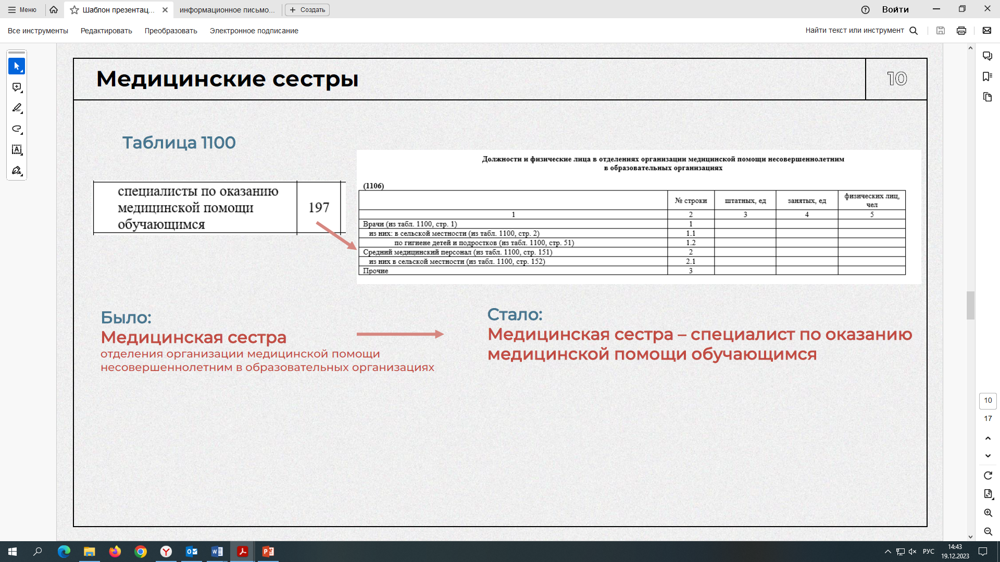 Меню
Шаблон презентац...
информационное письмо...
Создать
Войти
Все инструменты
Редактировать
Преобразовать
Электронное подписание
Найти текст или инструмент
Медицинские сестры
10
Таблица 1100
специалисты по оказанию
медицинской помощи
обучающимся
197
Должности и физические лица в отделениях организации медицинской помощи несовершеннолетним
в образовательных организациях
(1106)
№ строки
штатных, ед
занятых, ед
физических лиц,
чел
1 2 3 4 5
Врачи (из табл. 1100, стр. 1) 1
из них: в сельской местности (из табл. 1100, стр. 2) 1.1
по гигиене детей и подростков (из табл. 1100, стр. 51) 1.2
Средний медицинский персонал (из табл. 1100, стр. 151) 2
из них в сельской местности (из табл. 1100, стр. 152) 2.1
Прочие 3
Было:
Медицинская сестра
отделения организации медицинской помощи
несовершеннолетним в образовательных организациях
Стало:
Медицинская сестра – специалист по оказанию
медицинской помощи обучающимся
10
17
РУС
14:43
19.12.2023